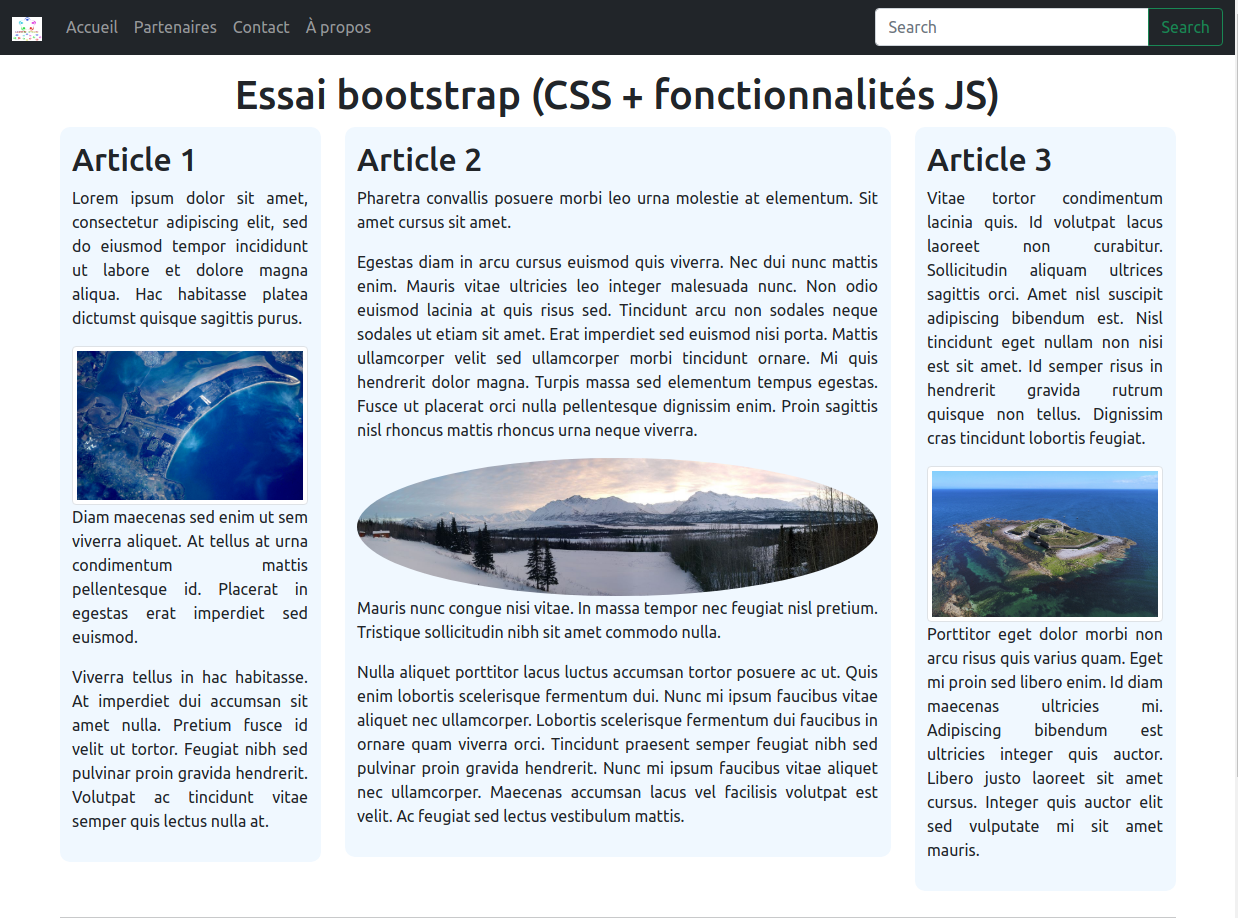 Accueil Partenaires Contact À propos Search Search
Essai bootstrap (CSS + fonctionnalités JS)
Article 1
Lorem ipsum dolor sit amet,
consectetur adipiscing elit, sed
do eiusmod tempor incididunt
ut labore et dolore magna
aliqua. Hac habitasse platea
dictumst quisque sagittis purus.
Diam maecenas sed enim ut sem
viverra aliquet. At tellus at urna
condimentum mattis
pellentesque id. Placerat in
egestas erat imperdiet sed
euismod.
Viverra tellus in hac habitasse.
At imperdiet dui accumsan sit
amet nulla. Pretium fusce id
velit ut tortor. Feugiat nibh sed
pulvinar proin gravida hendrerit.
Volutpat ac tincidunt vitae
semper quis lectus nulla at.
Article 2
Pharetra convallis posuere morbi leo urna molestie at elementum. Sit
amet cursus sit amet.
Egestas diam in arcu cursus euismod quis viverra. Nec dui nunc mattis
enim. Mauris vitae ultricies leo integer malesuada nunc. Non odio
euismod lacinia at quis risus sed. Tincidunt arcu non sodales neque
sodales ut etiam sit amet. Erat imperdiet sed euismod nisi porta. Mattis
ullamcorper velit sed ullamcorper morbi tincidunt ornare. Mi quis
hendrerit dolor magna. Turpis massa sed elementum tempus egestas.
Fusce ut placerat orci nulla pellentesque dignissim enim. Proin sagittis
nisl rhoncus mattis rhoncus urna neque viverra.
Mauris nunc congue nisi vitae. In massa tempor nec feugiat nisl pretium.
Tristique sollicitudin nibh sit amet commodo nulla.
Nulla aliquet porttitor lacus luctus accumsan tortor posuere ac ut. Quis
enim lobortis scelerisque fermentum dui. Nunc mi ipsum faucibus vitae
aliquet nec ullamcorper. Lobortis scelerisque fermentum dui faucibus in
ornare quam viverra orci. Tincidunt praesent semper feugiat nibh sed
pulvinar proin gravida hendrerit. Nunc mi ipsum faucibus vitae aliquet
nec ullamcorper. Maecenas accumsan lacus vel facilisis volutpat est
velit. Ac feugiat sed lectus vestibulum mattis.
Article 3
Vitae tortor condimentum
lacinia quis. Id volutpat lacus
laoreet non curabitur.
Sollicitudin aliquam ultrices
sagittis orci. Amet nisl suscipit
adipiscing bibendum est. Nisl
tincidunt eget nullam non nisi
est sit amet. Id semper risus in
hendrerit gravida rutrum
quisque non tellus. Dignissim
cras tincidunt lobortis feugiat.
Porttitor eget dolor morbi non
arcu risus quis varius quam. Eget
mi proin sed libero enim. Id diam
maecenas ultricies mi.
Adipiscing bibendum est
ultricies integer quis auctor.
Libero justo laoreet sit amet
cursus. Integer quis auctor elit
sed vulputate mi sit amet
mauris.